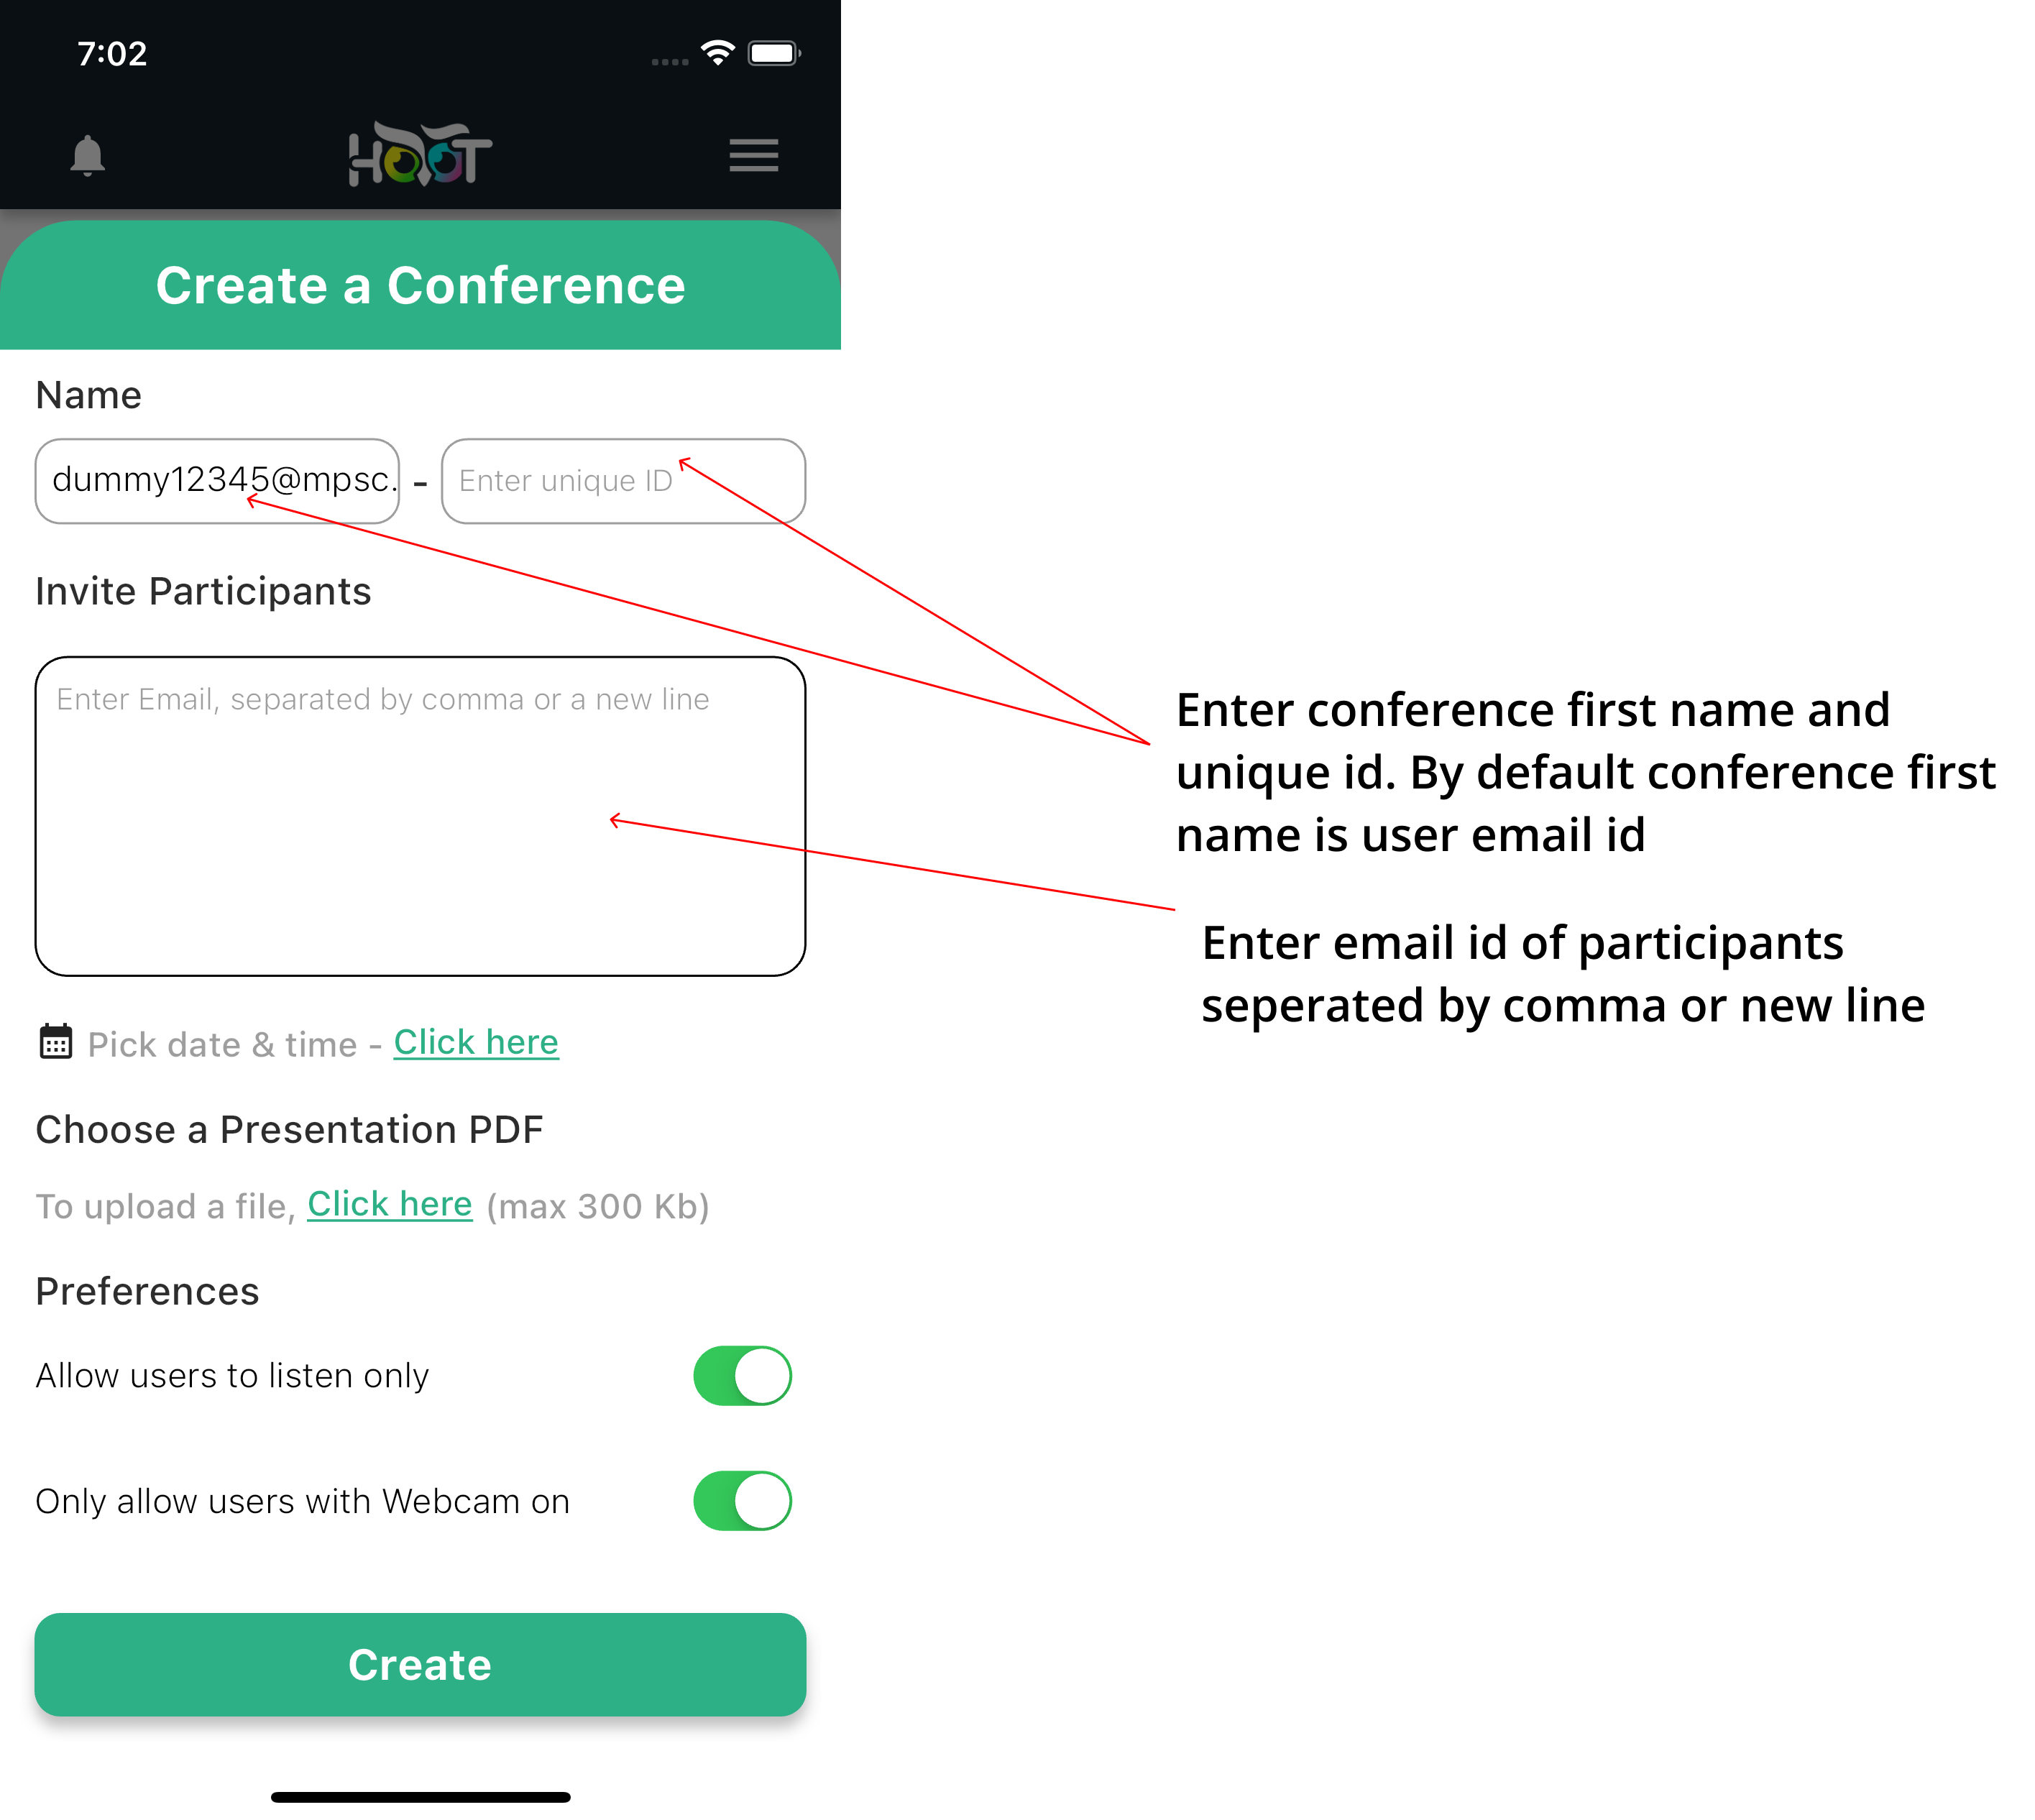 7:02
HOOT
Create a Conference
Name
dummy12345@mpsc. - Enter unique ID
Invite Participants
Enter Email, separated by comma or a new line
Enter conference first name and
unique id. By default conference first
name is user email id
Enter email id of participants
seperated by comma or new line
Pick date & time - Click here
Choose a Presentation PDF
To upload a file, Click here (max 300 Kb)
Preferences
Allow users to listen only
Only allow users with Webcam on
Create